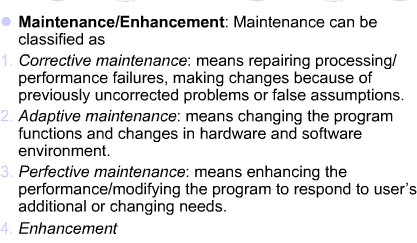 ● Maintenance/Enhancement: Maintenance can be
classified as
1. Corrective maintenance: means repairing processing/
performance failures, making changes because of
previously uncorrected problems or false assumptions.
2. Adaptive maintenance: means changing the program
functions and changes in hardware and software
environment.
3. Perfective maintenance: means enhancing the
performance/modifying the program to respond to user's
additional or changing needs.
4. Enhancement